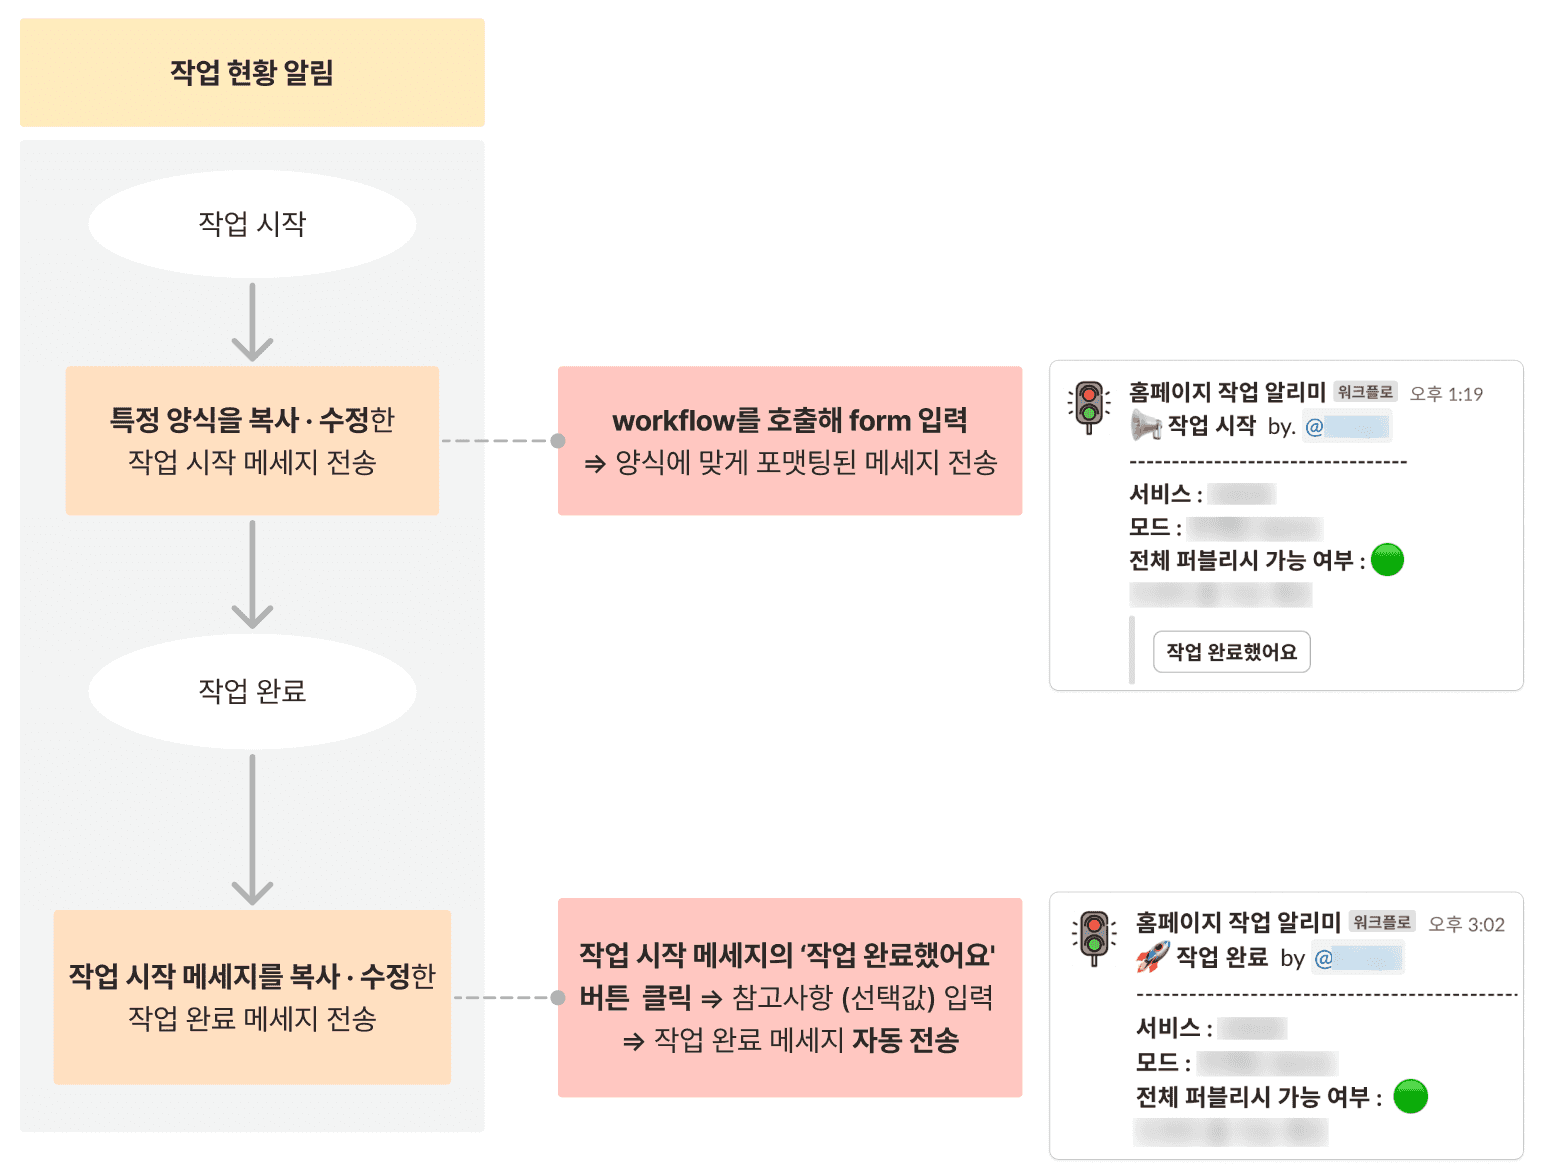 작업 현황 알림
작업 시작
특정 양식을 복사 · 수정한
작업 시작 메세지 전송
workflow를 호출해 form 입력
⇒ 양식에 맞게 포맷팅된 메세지 전송
홈페이지 작업 알리미 워크플로 오후 1:19
작업 시작 by. @
----------------------------------
서비스 :
모드 :
전체 퍼블리시 가능 여부 :
작업 완료했어요
작업 완료
작업 시작 메세지를 복사 · 수정한
작업 완료 메세지 전송
작업 시작 메세지의 ‘작업 완료했어요'
버튼 클릭 ⇒ 참고사항 (선택값) 입력
⇒ 작업 완료 메세지 자동 전송
홈페이지 작업 알리미 워크플로 오후 3:02
작업 완료 by @
-----------------------------------------------
서비스 :
모드 :
전체 퍼블리시 가능 여부 :